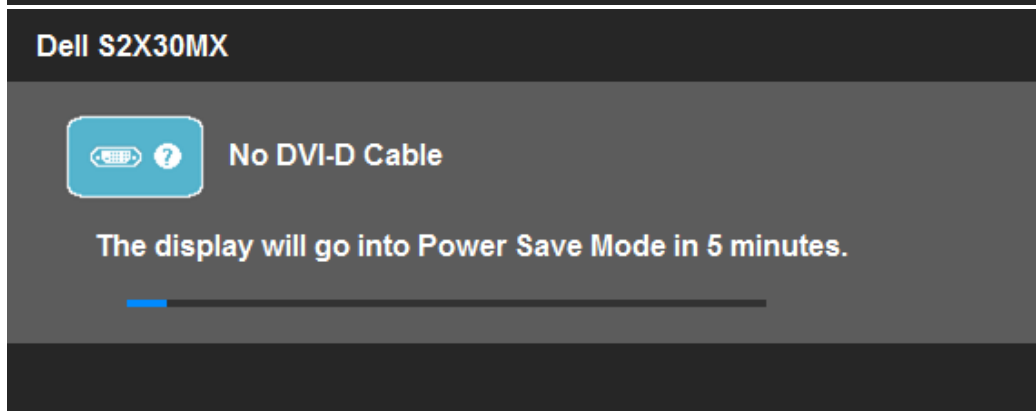 Dell S2X30MX
No DVI-D Cable
The display will go into Power Save Mode in 5 minutes.